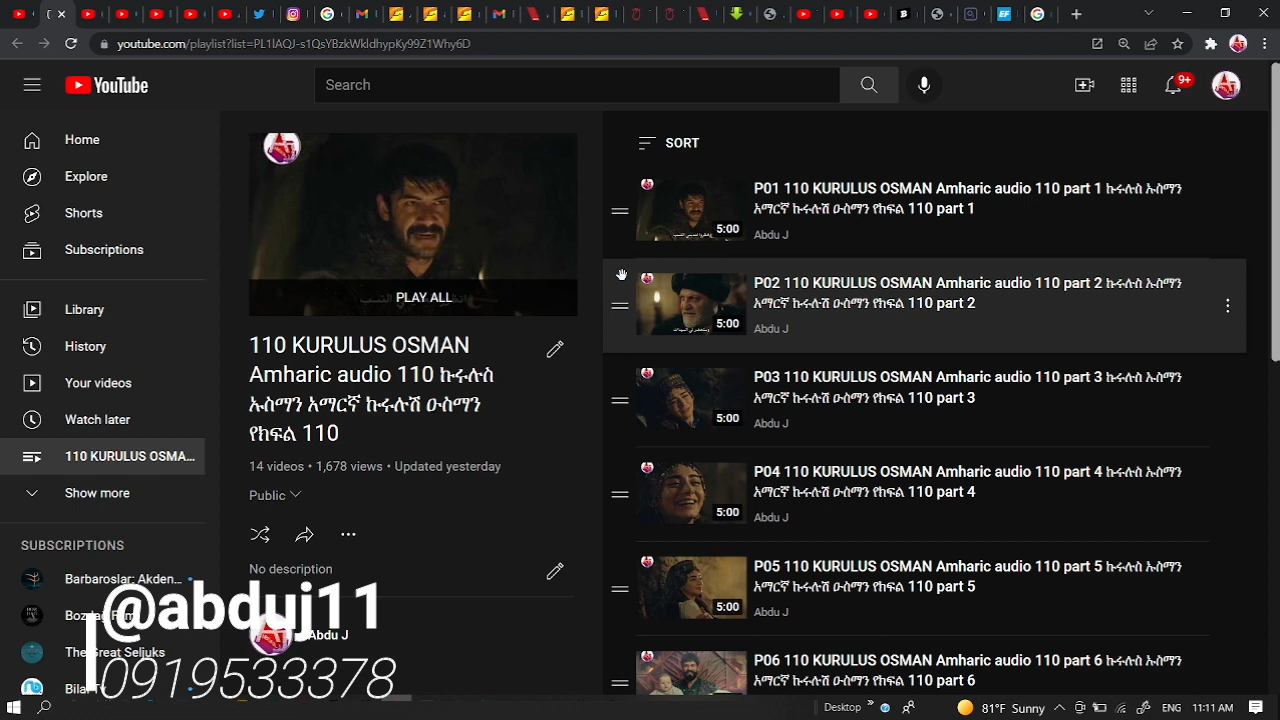 youtube.com/playlist?list=PL1lAQJ-s1QsYBzkWkldhypKy99Z1Why6D
YouTube
Search
9+
Home
Explore
Shorts
Subscriptions
Library
History
Your videos
Watch later
110 KURULUS OSMA...
Show more
SUBSCRIPTIONS
Barbaroslar: Akden...
The Great Seljuks
PLAY ALL
110 KURULUS OSMAN
Amharic audio 110 ኩሩሉስ
ኡስማን አማርኛ ኩሩሉሽ ዑስማን
የክፍል 110
14 videos • 1,678 views • Updated yesterday
Public
No description
Abdu J
@abduj11
0919533378
SORT
P01 110 KURULUS OSMAN Amharic audio 110 part 1 ኩሩሉስ ኡስማን
አማርኛ ኩሩሉሽ ዑስማን የክፍል 110 part 1
Abdu J
5:00
P02 110 KURULUS OSMAN Amharic audio 110 part 2 ኩሩሉስ ኡስማን
አማርኛ ኩሩሉሽ ዑስማን የክፍል 110 part 2
Abdu J
5:00
P03 110 KURULUS OSMAN Amharic audio 110 part 3 ኩሩሉስ ኡስማን
አማርኛ ኩሩሉሽ ዑስማን የክፍል 110 part 3
Abdu J
5:00
P04 110 KURULUS OSMAN Amharic audio 110 part 4 ኩሩሉስ ኡስማን
አማርኛ ኩሩሉሽ ዑስማን የክፍል 110 part 4
Abdu J
5:00
P05 110 KURULUS OSMAN Amharic audio 110 part 5 ኩሩሉስ ኡስማን
አማርኛ ኩሩሉሽ ዑስማን የክፍል 110 part 5
Abdu J
5:00
P06 110 KURULUS OSMAN Amharic audio 110 part 6 ኩሩሉስ ኡስማን
አማርኛ ኩሩሉሽ ዑስማን የክፍል 110 part 6
Desktop
81°F Sunny
ENG
11:11 AM